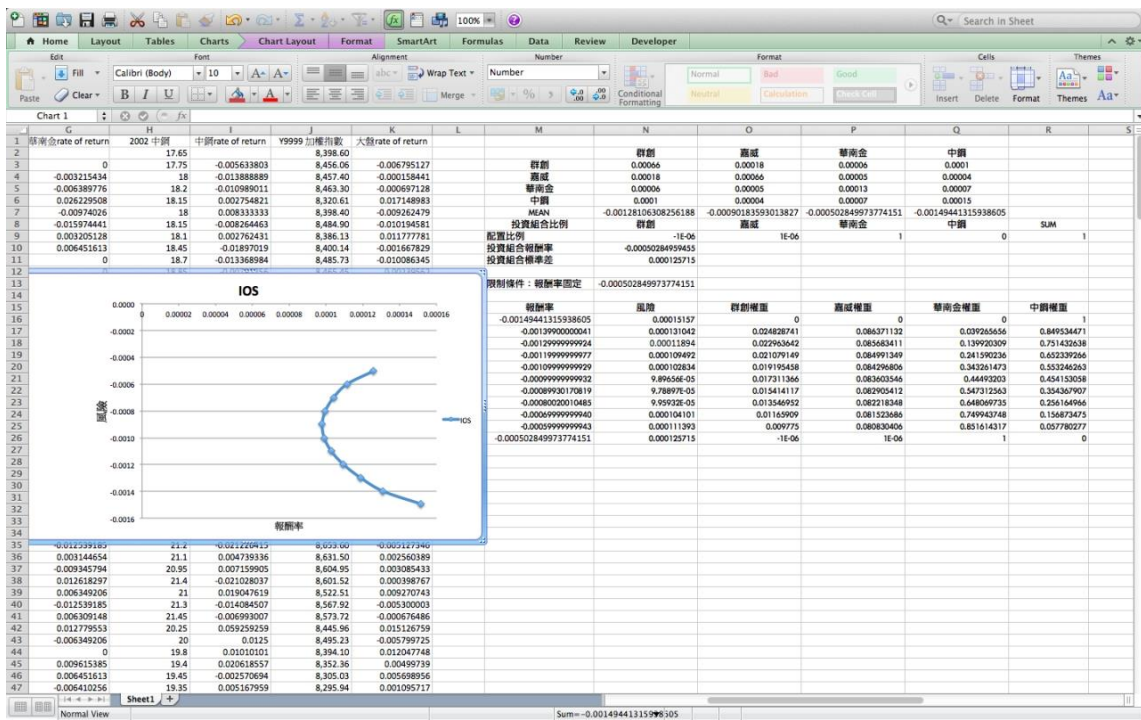 100%
Search in Sheet
Home Layout Tables Charts Chart Layout Format SmartArt Formulas Data Review Developer
Edit Font Alignment Number Format Cells Themes
Fill Calibri (Body) 10 A A abc Wrap Text Number Normal Bad Good
Paste Clear B I U Merge % Conditional Formatting Neutral Calculation Check Cell Insert Delete Format Themes Aa
Chart 1 fx
G H I J K L M N O P Q R S
1 華南金rate of return 2002 中鋼 中鋼rate of return Y9999 加權指數 大盤rate of return
2 17.65 8,398.60 群創 嘉威 華南金 中鋼
3 0 17.75 -0.005633803 8,456.06 -0.006795127 群創 0.00066 0.00018 0.00006 0.0001
4 -0.003215434 18 -0.013888889 8,457.40 -0.000158441 嘉威 0.00018 0.00066 0.00005 0.00004
5 -0.006389776 18.2 -0.010989011 8,463.30 -0.000697128 華南金 0.00006 0.00005 0.00013 0.00007
6 0.026229508 18.15 0.002754821 8,320.61 0.017148983 中鋼 0.0001 0.00004 0.00007 0.00015
7 -0.00974026 18 0.008333333 8,398.40 -0.009262479 MEAN -0.00128106308256188 -0.00090183593013827 -0.000502849973774151 -0.00149441315938605
8 -0.015974441 18.15 -0.008264463 8,484.90 -0.010194581 投資組合比例 群創 嘉威 華南金 中鋼 SUM
9 0.003205128 18.1 0.002762431 8,386.13 0.011777781 配置比例 -1E-06 1E-06 1 0 1
10 0.006451613 18.45 -0.01897019 8,400.14 -0.001667829 投資組合報酬率 -0.00050284959455
11 0 18.7 -0.013368984 8,485.73 -0.010086345 投資組合標準差 0.000125715
12
13 限制條件：報酬率固定 -0.000502849973774151
14
15 報酬率 風險 群創權重 嘉威權重 華南金權重 中鋼權重
16 -0.00149441315938605 0.00015157 0 0 0 1
17 -0.00139900000041 0.000131042 0.024828741 0.086371132 0.039265656 0.849534471
18 -0.00129999999924 0.00011894 0.022963642 0.085683411 0.139920309 0.751432638
19 -0.00119999999977 0.000109492 0.021079149 0.084991349 0.241590236 0.652339266
20 -0.00109999999929 0.000102834 0.019195458 0.084296806 0.343261473 0.553246263
21 -0.00099999999932 9.89656E-05 0.017311366 0.083603546 0.44493203 0.454153058
22 -0.00089930170819 9.78897E-05 0.015414117 0.082905412 0.547312563 0.354367907
23 -0.00080020010485 9.95932E-05 0.013546952 0.082218348 0.648069735 0.256164966
24 -0.00069999999940 0.000104101 0.01165909 0.081523686 0.749943748 0.156873475
25 -0.00059999999943 0.000111393 0.009775 0.080830406 0.851614317 0.057780277
26 -0.000502849973774151 0.000125715 -1E-06 1E-06 1 0
27
28
29
30
31
32
33
34
IOS
0.0000
0 0.00002 0.00004 0.00006 0.00008 0.0001 0.00012 0.00014 0.00016
-0.0002
-0.0004
-0.0006
-0.0008
-0.0010
-0.0012
-0.0014
-0.0016
風險
報酬率
IOS
35 -0.012539185 21.2 -0.021226415 8,653.60 -0.005127340
36 0.003144654 21.1 0.004739336 8,631.50 0.002560389
37 -0.009345794 20.95 0.007159905 8,604.95 0.003085433
38 0.012618297 21.4 -0.021028037 8,601.52 0.000398767
39 0.006349206 21 0.019047619 8,522.51 0.009270743
40 -0.012539185 21.3 -0.014084507 8,567.92 -0.005300003
41 0.006309148 21.45 -0.006993007 8,573.72 -0.000676486
42 0.012779553 20.25 0.059259259 8,445.96 0.015126759
43 -0.006349206 20 0.0125 8,495.23 -0.005799725
44 0 19.8 0.01010101 8,394.10 0.012047748
45 0.009615385 19.4 0.020618557 8,352.36 0.00499739
46 0.006451613 19.45 -0.002570694 8,305.03 0.005698956
47 -0.006410256 19.35 0.005167959 8,295.94 0.001095717
Sheet1
Normal View Sum=-0.00149441315938605